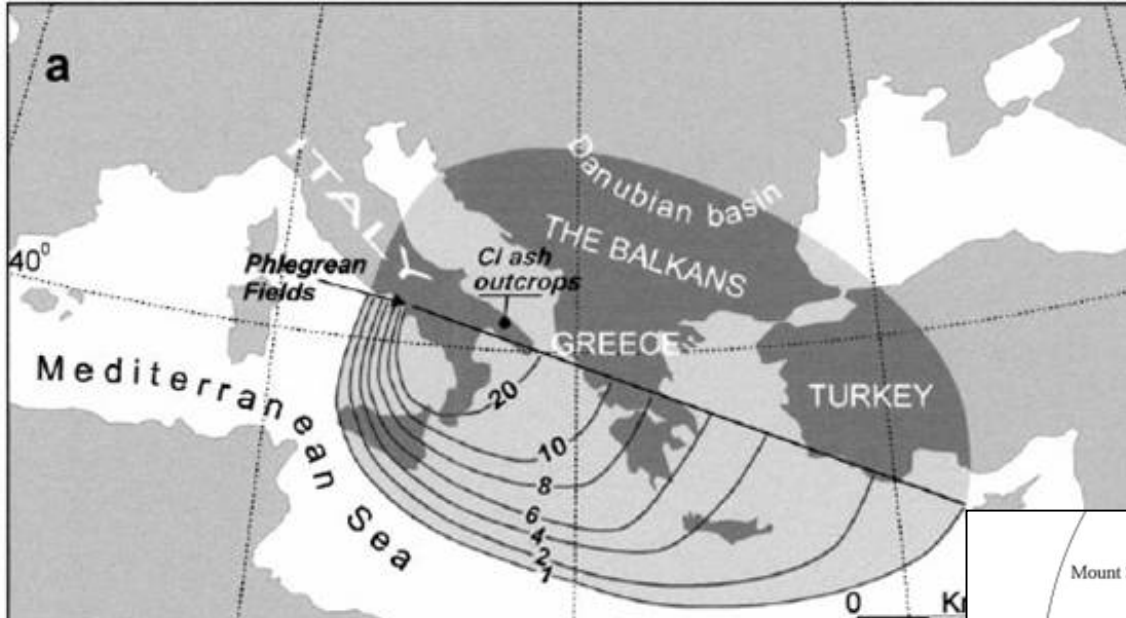 a
ITALY
Danubian basin
THE BALKANS
CI ash
outcrops
40⁰
Phlegrean
Fields
GREECE
Mediterranean Sea
TURKEY
20
10
8
6
4
2
1
0
Mount